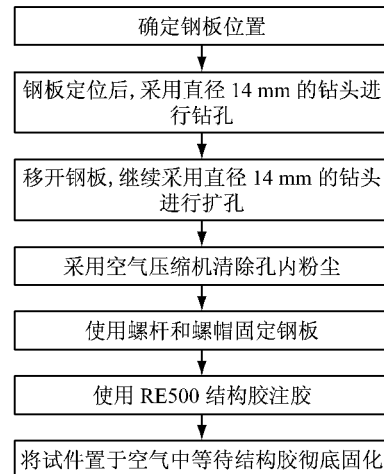 确定钢板位置
钢板定位后,采用直径 14 mm 的钻头进
行钻孔
移开钢板,继续采用直径 14 mm 的钻头
进行扩孔
采用空气压缩机清除孔内粉尘
使用螺杆和螺帽固定钢板
使用 RE500 结构胶注胶
将试件置于空气中等待结构胶彻底固化